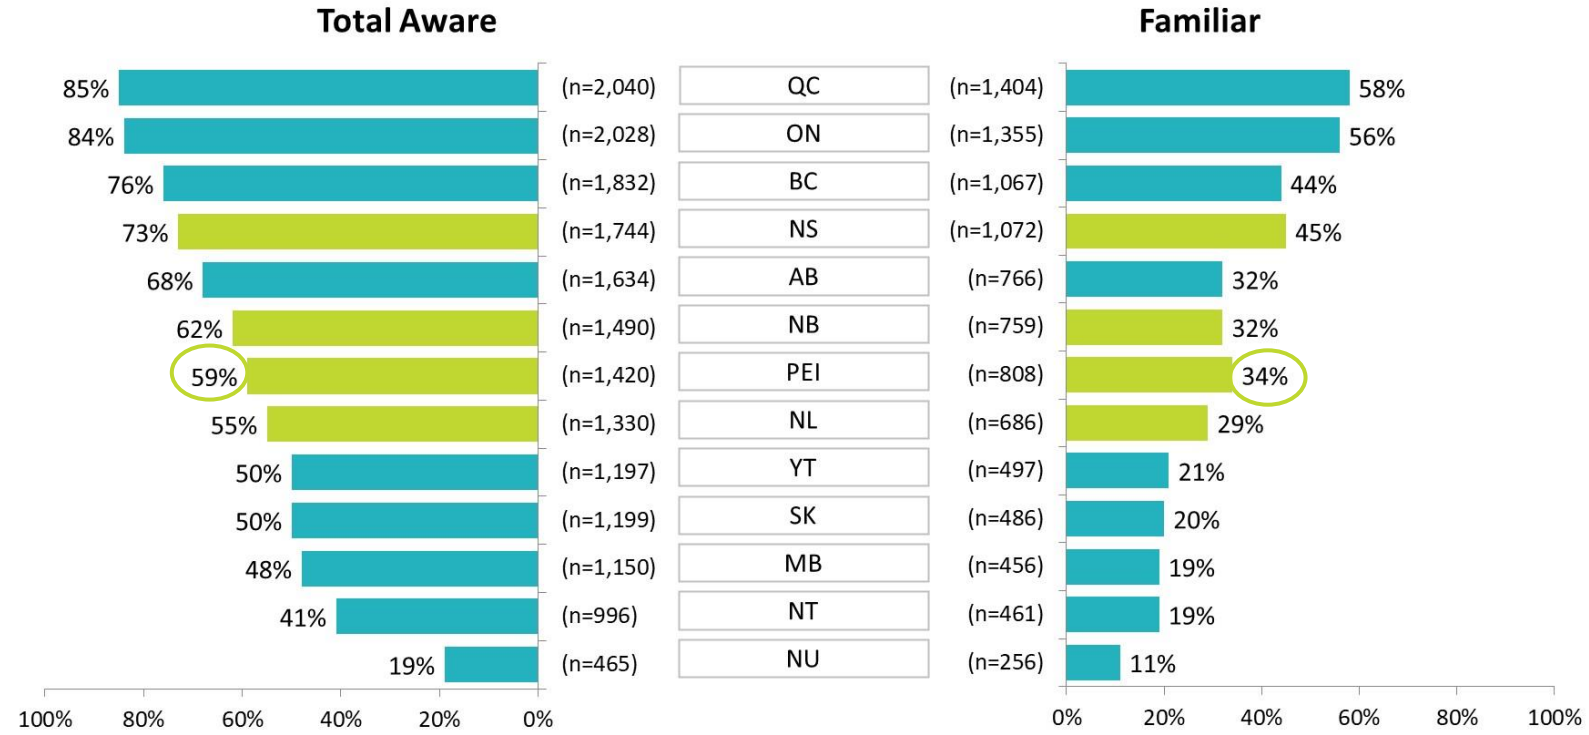 Total Aware Familiar
85% (n=2,040) QC (n=1,404) 58%
84% (n=2,028) ON (n=1,355) 56%
76% (n=1,832) BC (n=1,067) 44%
73% (n=1,744) NS (n=1,072) 45%
68% (n=1,634) AB (n=766) 32%
62% (n=1,490) NB (n=759) 32%
59% (n=1,420) PEI (n=808) 34%
55% (n=1,330) NL (n=686) 29%
50% (n=1,197) YT (n=497) 21%
50% (n=1,199) SK (n=486) 20%
48% (n=1,150) MB (n=456) 19%
41% (n=996) NT (n=461) 19%
19% (n=465) NU (n=256) 11%
100% 80% 60% 40% 20% 0% 0% 20% 40% 60% 80% 100%